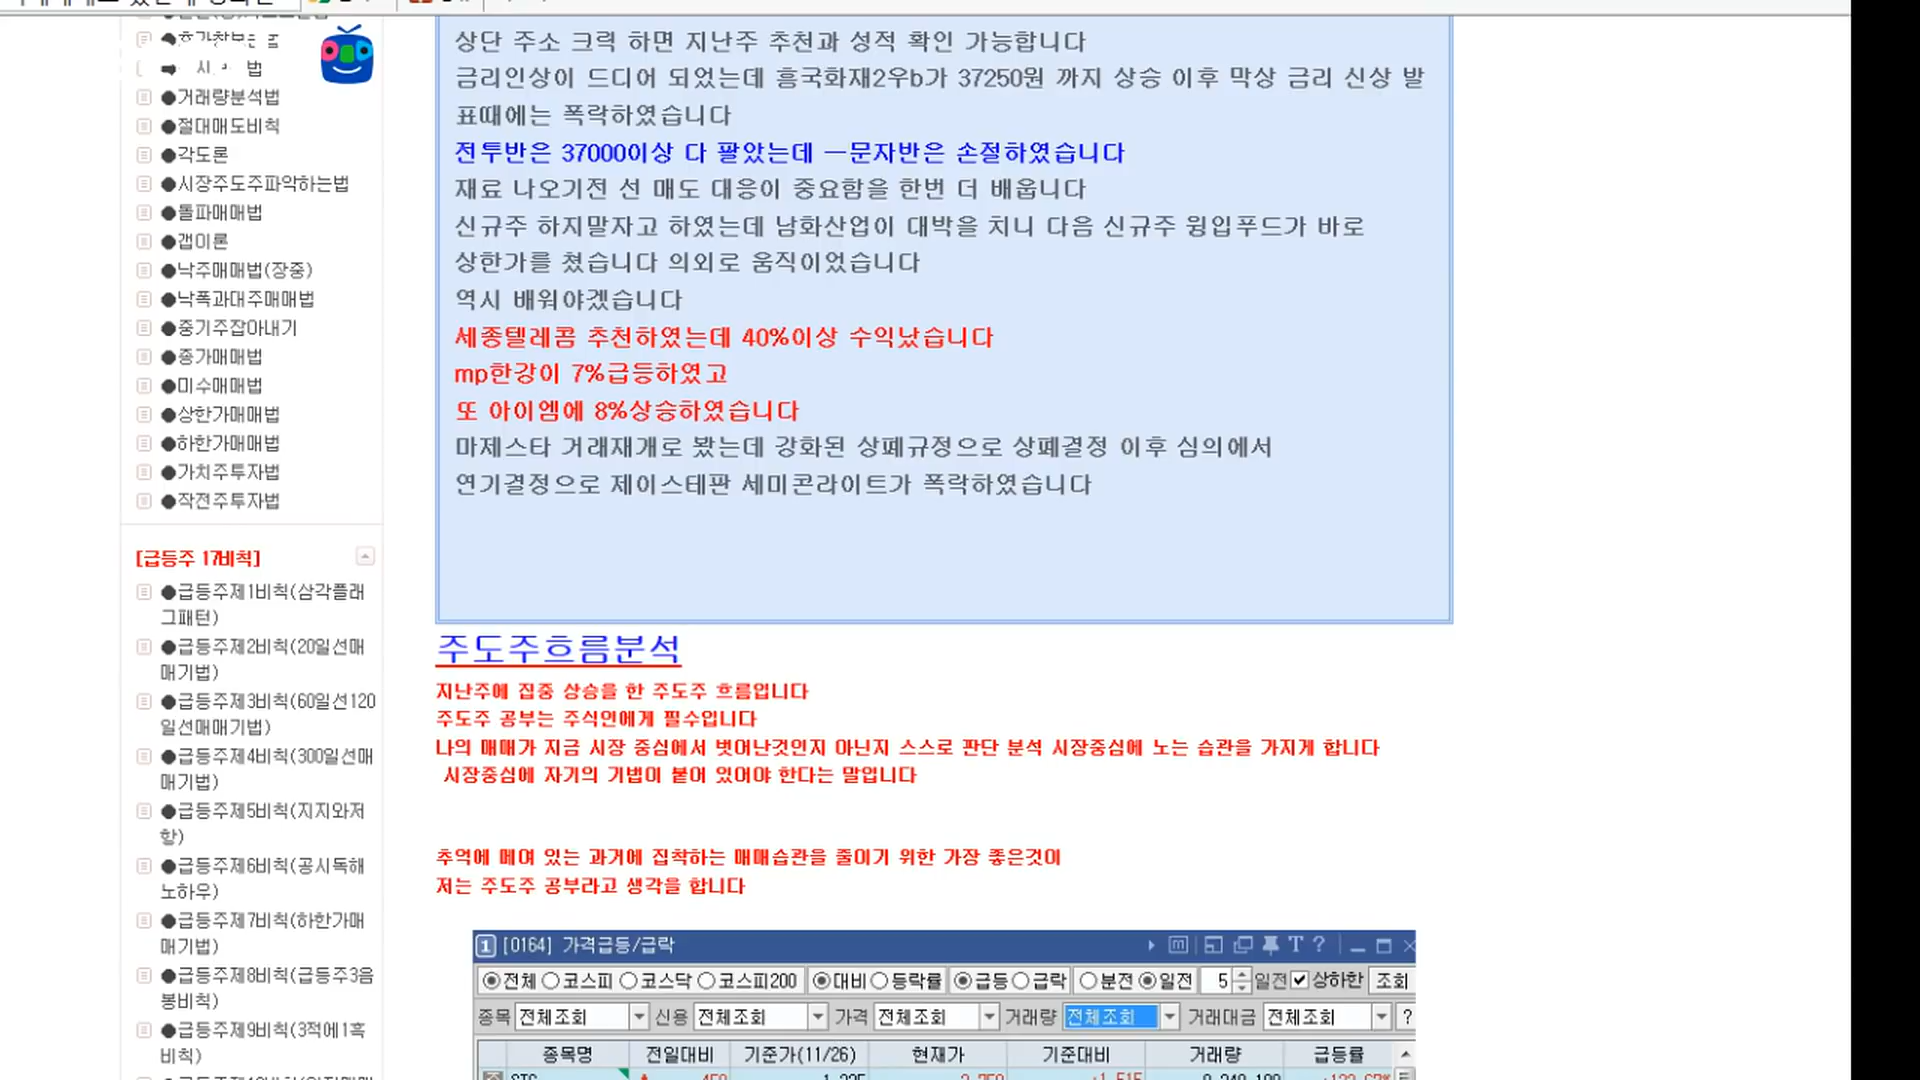 ●거래량분석법
●절대매도비칙
●각도론
●시장주도주파악하는법
●돌파매매법
●갭이론
●낙주매매법(장중)
●낙폭과대주매매법
●중기주잡아내기
●종가매매법
●미수매매법
●상한가매매법
●하한가매매법
●가치주투자법
●작전주투자법
[급등주 17비칙]
●급등주제1비칙(삼각플래
그패턴)
●급등주제2비칙(20일선매
매기법)
●급등주제3비칙(60일선120
일선매매기법)
●급등주제4비칙(300일선매
매기법)
●급등주제5비칙(지지와저
항)
●급등주제6비칙(공시독해
노하우)
●급등주제7비칙(하한가매
매기법)
●급등주제8비칙(급등주3음
봉비칙)
●급등주제9비칙(3적에1흑
비칙)
상단 주소 크력 하면 지난주 추천과 성적 확인 가능합니다
금리인상이 드디어 되었는데 흥국화재2우b가 37250원 까지 상승 이후 막상 금리 신상 발
표때에는 폭락하였습니다
전투반은 37000이상 다 팔았는데 ㅡ문자반은 손절하였습니다
재료 나오기전 선 매도 대응이 중요함을 한번 더 배웁니다
신규주 하지말자고 하였는데 남화산업이 대박을 치니 다음 신규주 윙입푸드가 바로
상한가를 쳤습니다 의외로 움직이었습니다
역시 배워야겠습니다
세종텔레콤 추천하였는데 40%이상 수익났습니다
mp한강이 7%급등하였고
또 아이엠에 8%상승하였습니다
마제스타 거래재개로 봤는데 강화된 상폐규정으로 상폐결정 이후 심의에서
연기결정으로 제이스테판 세미콘라이트가 폭락하였습니다
주도주흐름분석
지난주에 집중 상승을 한 주도주 흐름입니다
주도주 공부는 주식인에게 필수입니다
나의 매매가 지금 시장 중심에서 벗어난것인지 아닌지 스스로 판단 분석 시장중심에 노는 습관을 가지게 합니다
시장중심에 자기의 기법이 붙어 있어야 한다는 말입니다
추억에 메여 있는 과거에 집착하는 매매습관을 줄이기 위한 가장 좋은것이
저는 주도주 공부라고 생각을 합니다
1 [0164] 가격급등/급락
전체 코스피 코스닥 코스피200 대비 등락률 급등 급락 분전 일전 5 일전 상하한 조회
종목 전체조회 신용 전체조회 가격 전체조회 거래량 전체조회 거래대금 전체조회 ?
종목명 전일대비 기준가(11/26) 현재가 기준대비 거래량 급등률